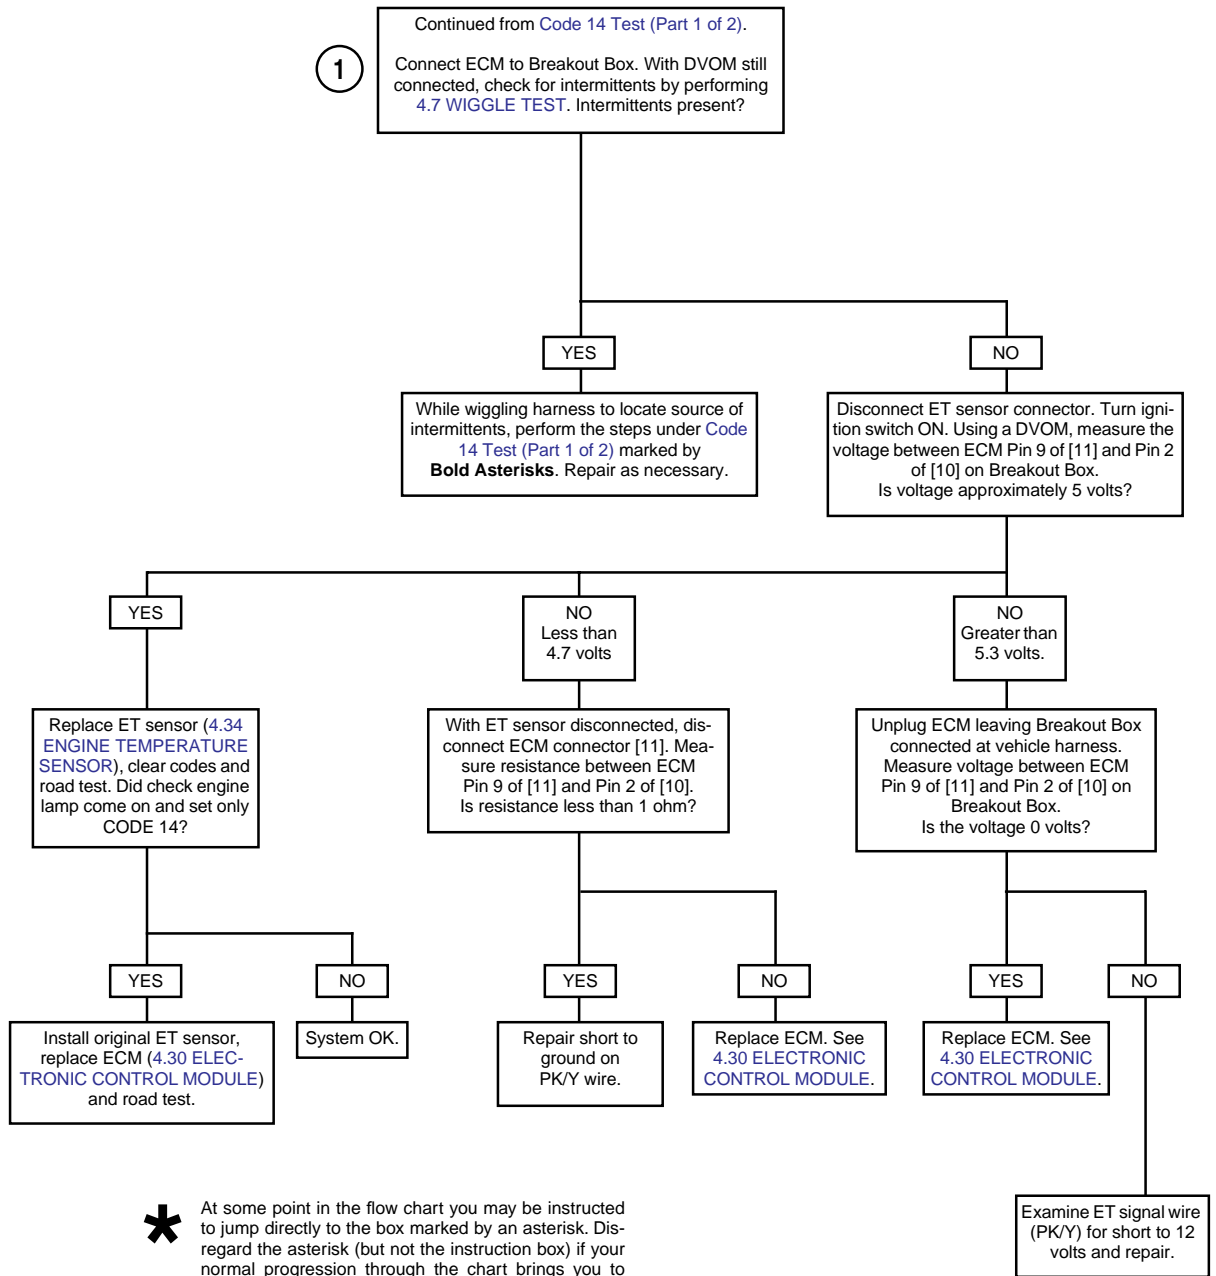 Continued from Code 14 Test (Part 1 of 2).
Connect ECM to Breakout Box. With DVOM still
connected, check for intermittents by performing
4.7 WIGGLE TEST. Intermittents present?
1
YES
NO
While wiggling harness to locate source of
intermittents, perform the steps under Code
14 Test (Part 1 of 2) marked by
Bold Asterisks. Repair as necessary.
Disconnect ET sensor connector. Turn igni-
tion switch ON. Using a DVOM, measure the
voltage between ECM Pin 9 of [11] and Pin 2
of [10] on Breakout Box.
Is voltage approximately 5 volts?
YES
NO
Less than
4.7 volts
NO
Greater than
5.3 volts.
Replace ET sensor (4.34
ENGINE TEMPERATURE
SENSOR), clear codes and
road test. Did check engine
lamp come on and set only
CODE 14?
With ET sensor disconnected, dis-
connect ECM connector [11]. Mea-
sure resistance between ECM
Pin 9 of [11] and Pin 2 of [10].
Is resistance less than 1 ohm?
Unplug ECM leaving Breakout Box
connected at vehicle harness.
Measure voltage between ECM
Pin 9 of [11] and Pin 2 of [10] on
Breakout Box.
Is the voltage 0 volts?
YES
NO
YES
NO
YES
NO
Install original ET sensor,
replace ECM (4.30 ELEC-
TRONIC CONTROL MODULE)
and road test.
System OK.
Repair short to
ground on
PK/Y wire.
Replace ECM. See
4.30 ELECTRONIC
CONTROL MODULE.
Replace ECM. See
4.30 ELECTRONIC
CONTROL MODULE.
Examine ET signal wire
(PK/Y) for short to 12
volts and repair.
* At some point in the flow chart you may be instructed
to jump directly to the box marked by an asterisk. Dis-
regard the asterisk (but not the instruction box) if your
normal progression through the chart brings you to